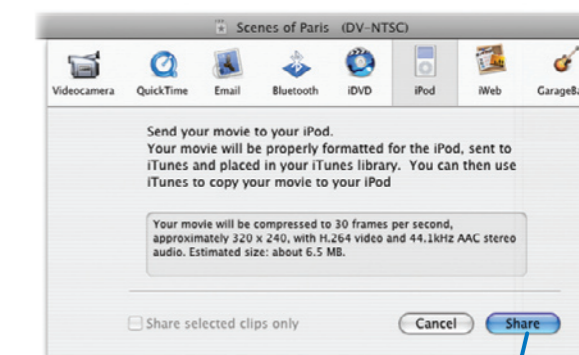 Scenes of Paris (DV-NTSC)
Videocamera QuickTime Email Bluetooth iDVD iPod iWeb GarageBa
Send your movie to your iPod.
Your movie will be properly formatted for the iPod, sent to
iTunes and placed in your iTunes library. You can then use
iTunes to copy your movie to your iPod
Your movie will be compressed to 30 frames per second,
approximately 320 x 240, with H.264 video and 44.1kHz AAC stereo
audio. Estimated size: about 6.5 MB.
Share selected clips only Cancel Share